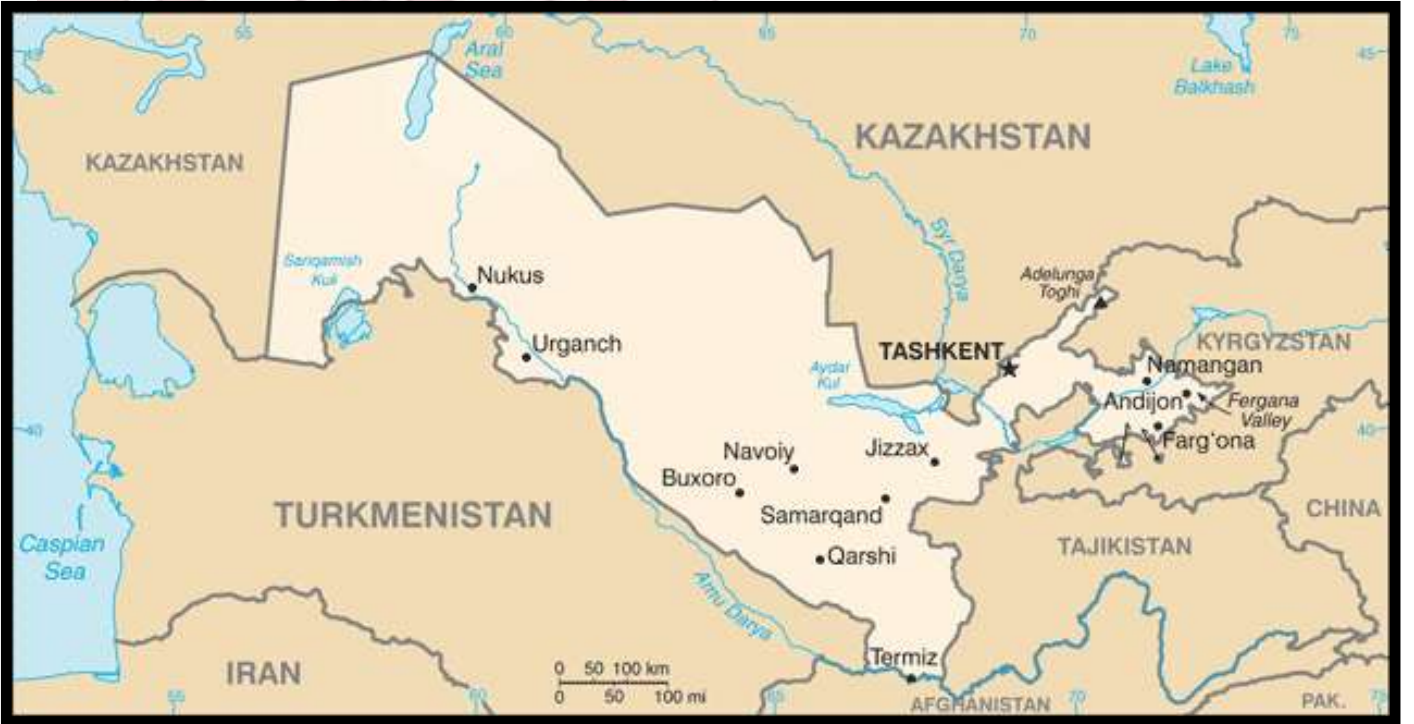 55
60
65
70
75
45
45
Aral
Sea
Lake
Balkhash
KAZAKHSTAN
KAZAKHSTAN
Syr Darya
Sariqamish
Kuli
Nukus
Adelunga
Toghi
Urganch
TASHKENT
KYRGYZSTAN
Aydar
Kul
Namangan
Andijon
Fergana
Valley
40
40
Farg'ona
Navoiy
Jizzax
Buxoro
Samarqand
TURKMENISTAN
CHINA
Caspian
Sea
Qarshi
TAJIKISTAN
Amu Darya
Termiz
IRAN
0 50 100 km
0 50 100 mi
AFGHANISTAN
PAK.
55
60
65
70
75